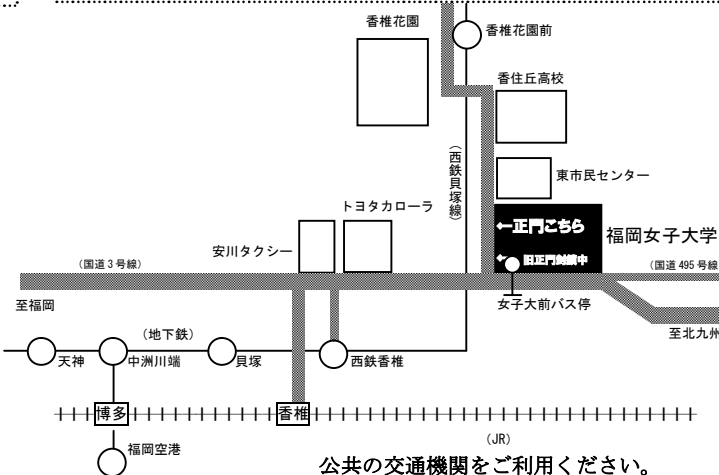 香椎花園
香椎花園前
香住丘高校
(西鉄貝塚線)
東市民センター
トヨタカローラ
←正門こちら
福岡女子大学
安川タクシー
(国道3号線)
(国道495号線
至福岡
女子大前バス停
至北九州
(地下鉄)
天神
中洲川端
貝塚
西鉄香椎
博多
香椎
(JR)
福岡空港
公共の交通機関をご利用ください。